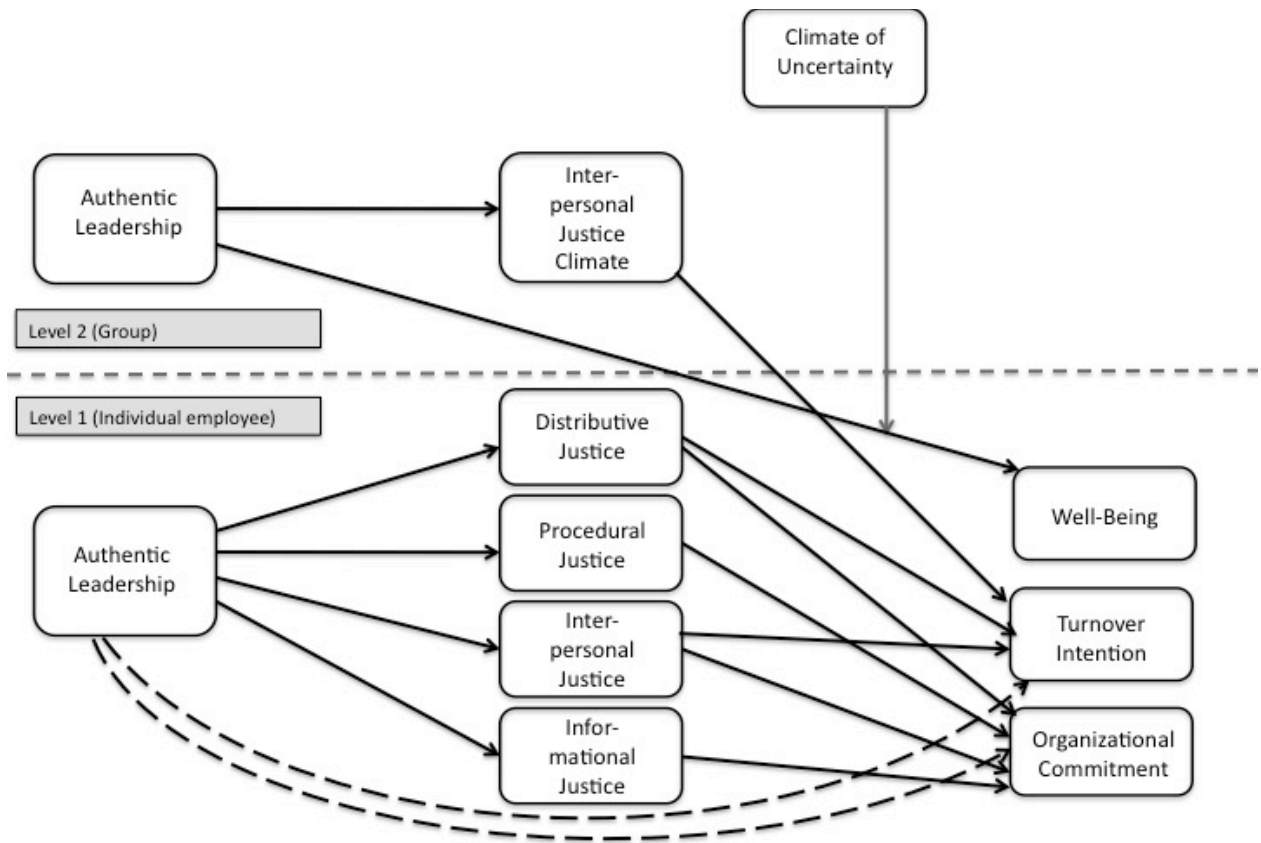 Climate of
Uncertainty
Authentic
Leadership
Inter-
personal
Justice
Climate
Level 2 (Group)
Level 1 (Individual employee)
Distributive
Justice
Well-Being
Procedural
Justice
Authentic
Leadership
Inter-
personal
Justice
Turnover
Intention
Infor-
mational
Justice
Organizational
Commitment